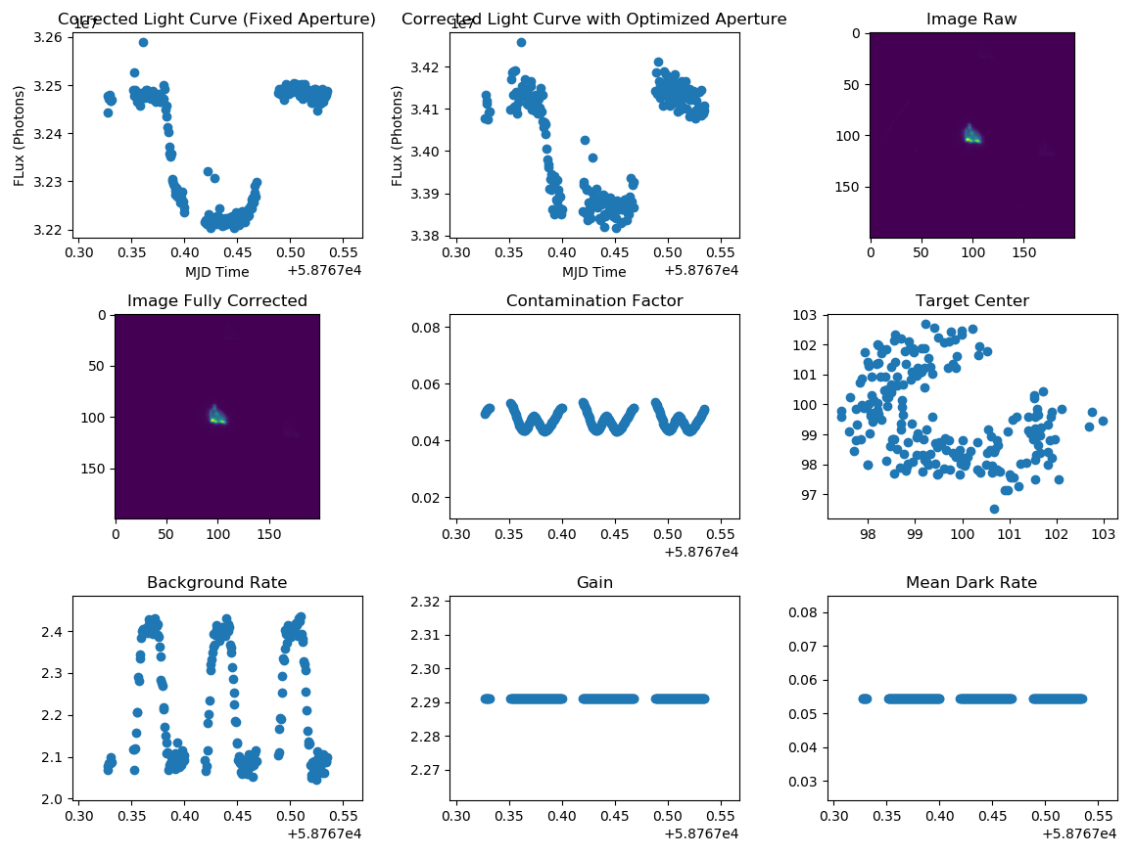 Corrected Light Curve (Fixed Aperture)
1e7
3.26
3.25
3.24
3.23
3.22
FLux (Photons)
0.30 0.35 0.40 0.45 0.50 0.55
MJD Time
+5.8767e4
Corrected Light Curve with Optimized Aperture
1e7
3.42
3.41
3.40
3.39
3.38
FLux (Photons)
0.30 0.35 0.40 0.45 0.50 0.55
MJD Time
+5.8767e4
Image Raw
0
50
100
150
0 50 100 150
Image Fully Corrected
0
50
100
150
0 50 100 150
Contamination Factor
0.08
0.06
0.04
0.02
0.30 0.35 0.40 0.45 0.50 0.55
+5.8767e4
Target Center
103
102
101
100
99
98
97
98 99 100 101 102 103
Background Rate
2.4
2.3
2.2
2.1
2.0
0.30 0.35 0.40 0.45 0.50 0.55
+5.8767e4
Gain
2.32
2.31
2.30
2.29
2.28
2.27
0.30 0.35 0.40 0.45 0.50 0.55
+5.8767e4
Mean Dark Rate
0.08
0.07
0.06
0.05
0.04
0.03
0.30 0.35 0.40 0.45 0.50 0.55
+5.8767e4